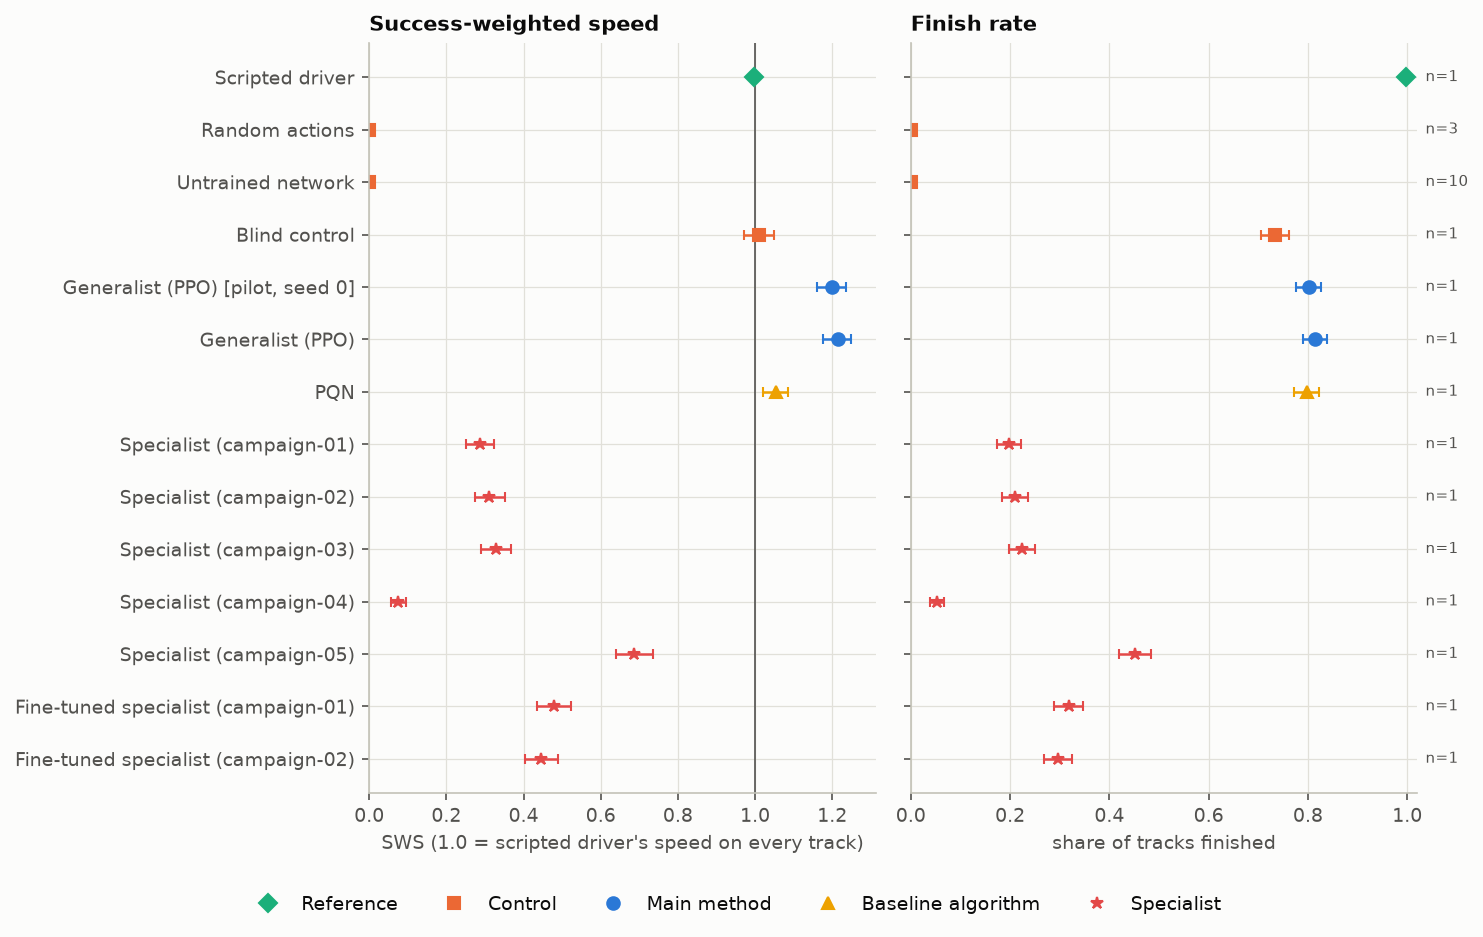 Success-weighted speed
Finish rate
Scripted driver
n=1
Random actions
n=3
Untrained network
n=10
Blind control
n=1
Generalist (PPO) [pilot, seed 0]
n=1
Generalist (PPO)
n=1
PQN
n=1
Specialist (campaign-01)
n=1
Specialist (campaign-02)
n=1
Specialist (campaign-03)
n=1
Specialist (campaign-04)
n=1
Specialist (campaign-05)
n=1
Fine-tuned specialist (campaign-01)
n=1
Fine-tuned specialist (campaign-02)
n=1
0.0 0.2 0.4 0.6 0.8 1.0 1.2
0.0 0.2 0.4 0.6 0.8 1.0
SWS (1.0 = scripted driver's speed on every track)
share of tracks finished
Reference Control Main method Baseline algorithm Specialist